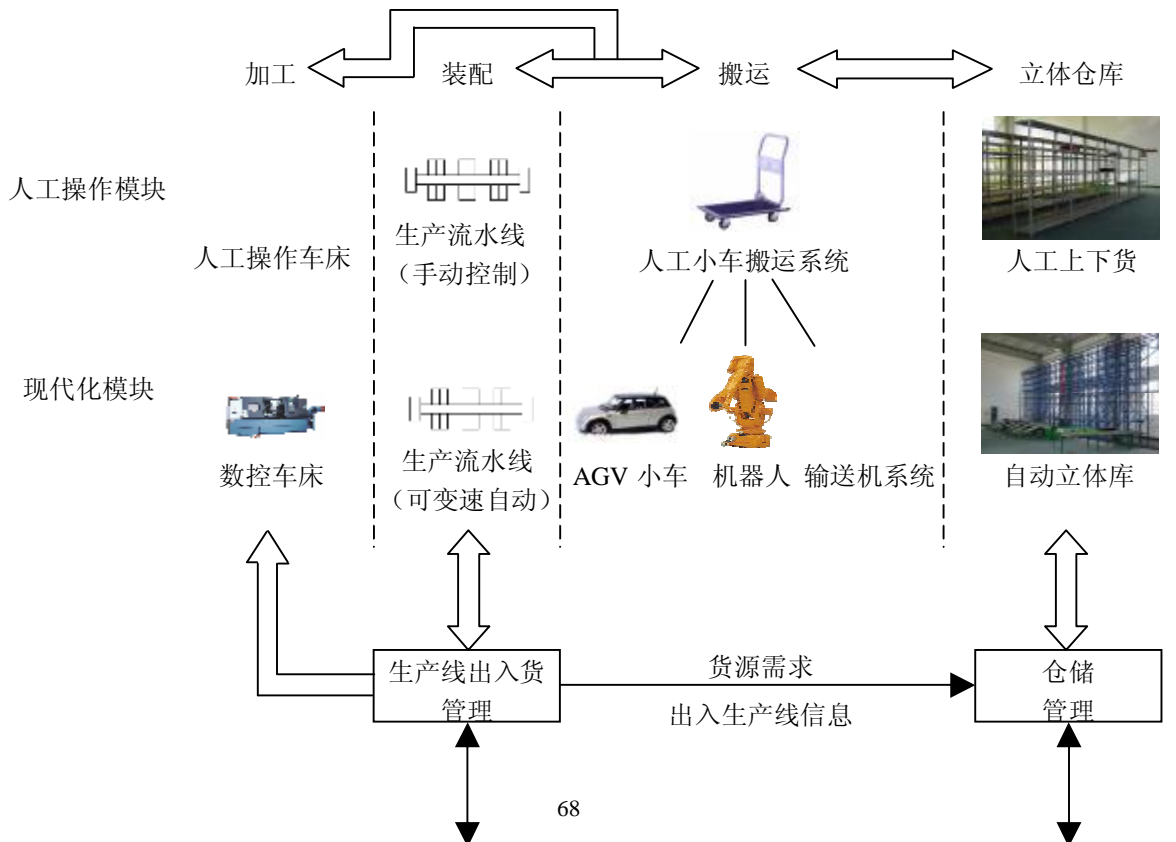 加工
装配
搬运
立体仓库
人工操作模块
人工操作车床
生产流水线
（手动控制）
人工小车搬运系统
人工上下货
现代化模块
数控车床
生产流水线
（可变速自动）
AGV 小车
机器人
输送机系统
自动立体库
生产线出入货
管理
货源需求
出入生产线信息
仓储
管理
68